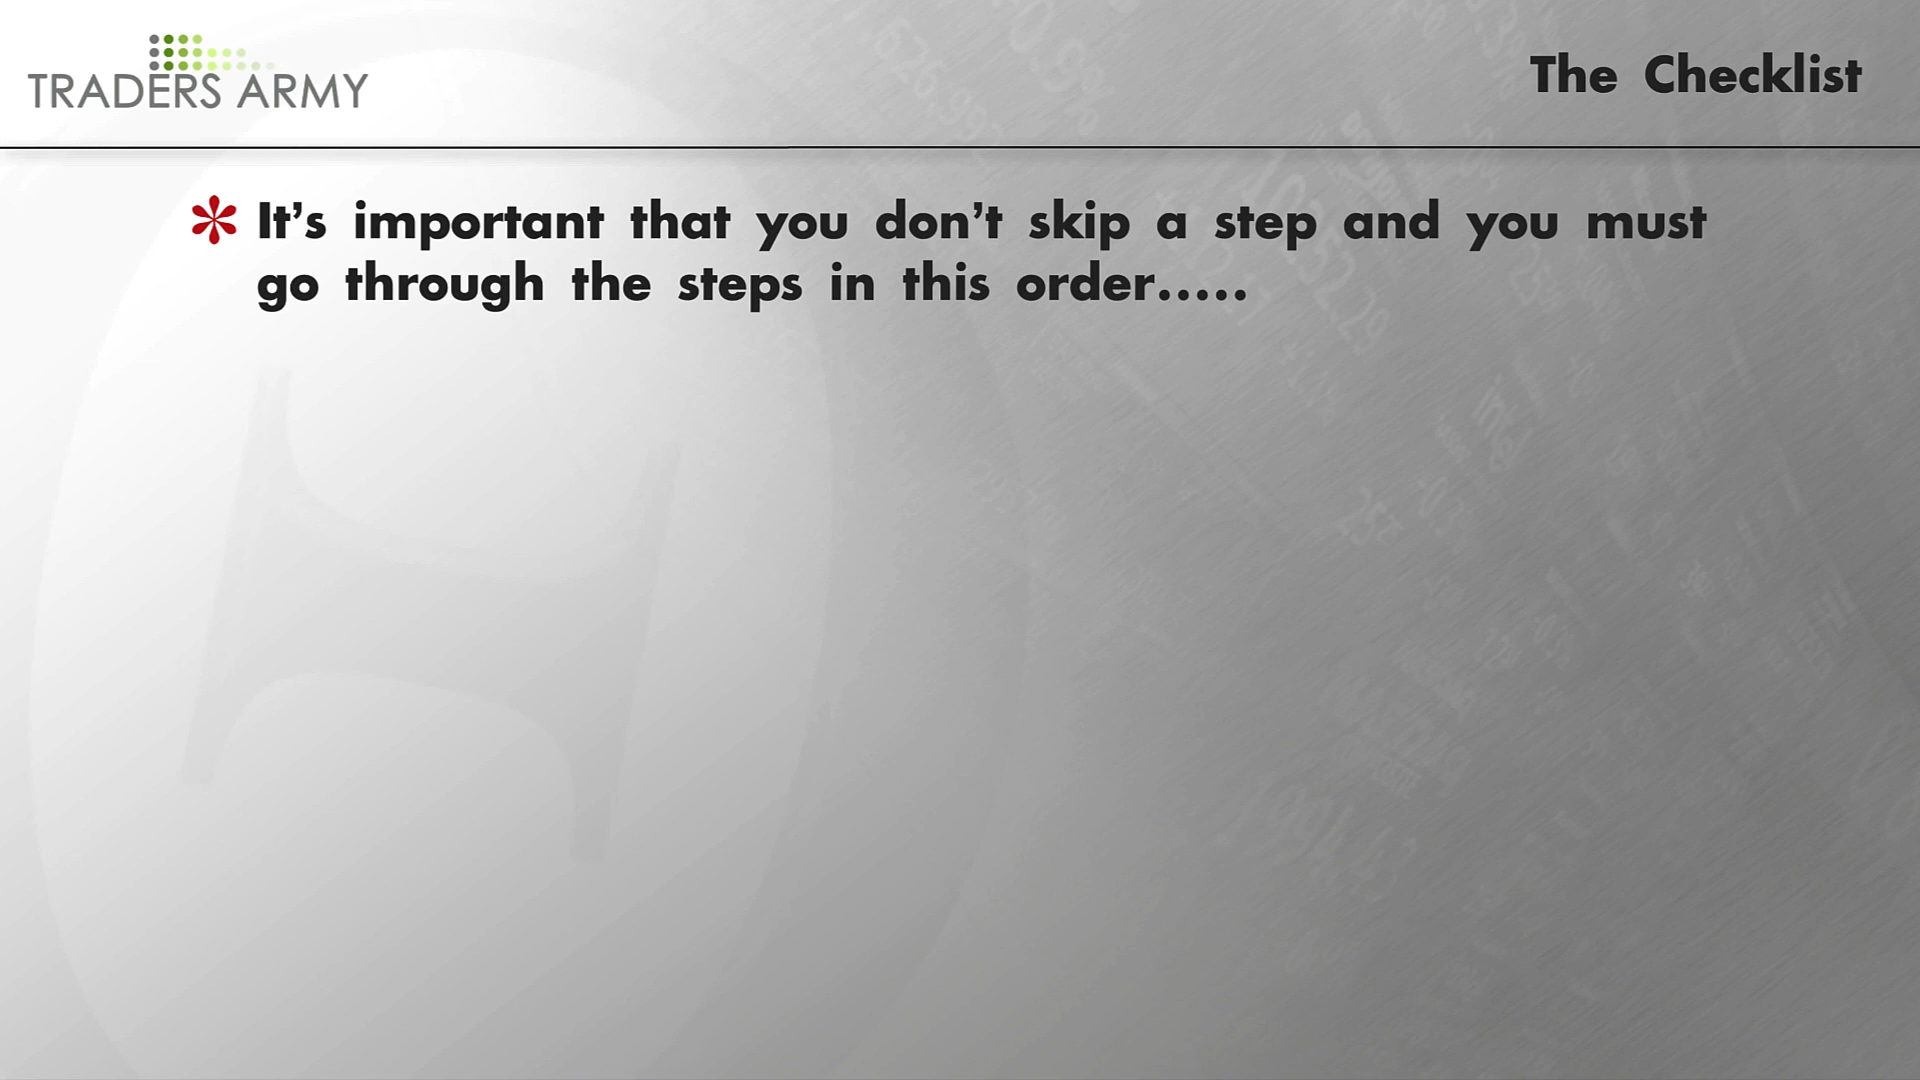 TRADERS ARMY
The Checklist
* It’s important that you don’t skip a step and you must
go through the steps in this order.....